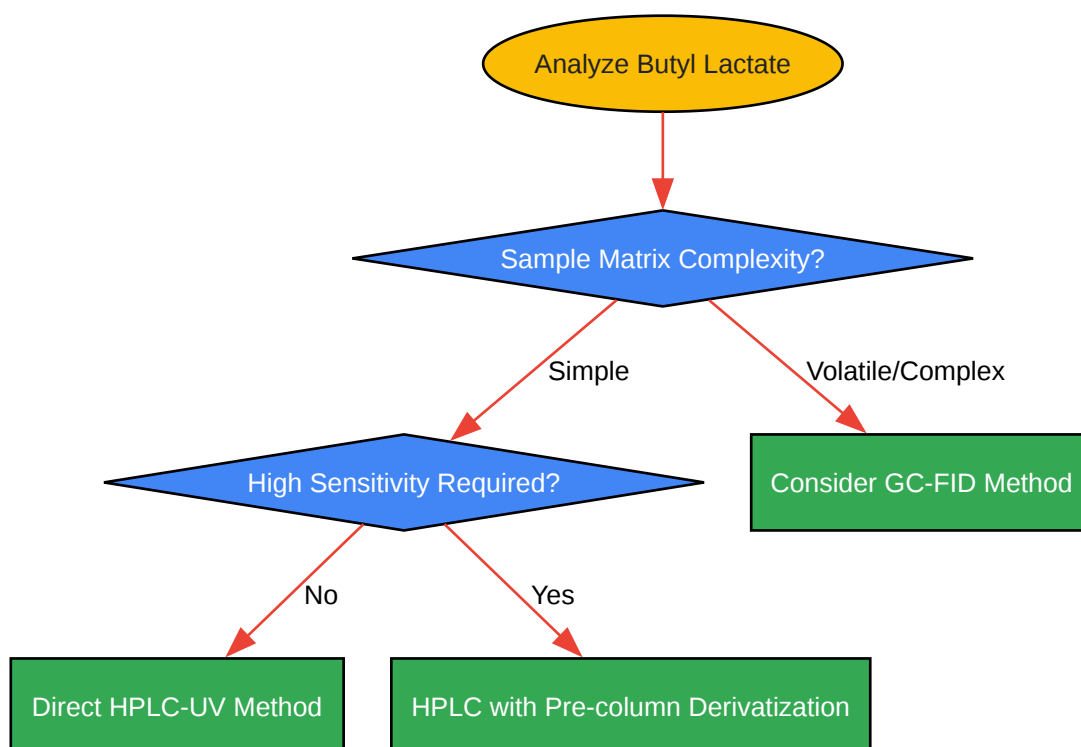 Analyze Butyl Lactate
Sample Matrix Complexity?
Simple
Volatile/Complex
High Sensitivity Required?
Consider GC-FID Method
No
Yes
Direct HPLC-UV Method
HPLC with Pre-column Derivatization